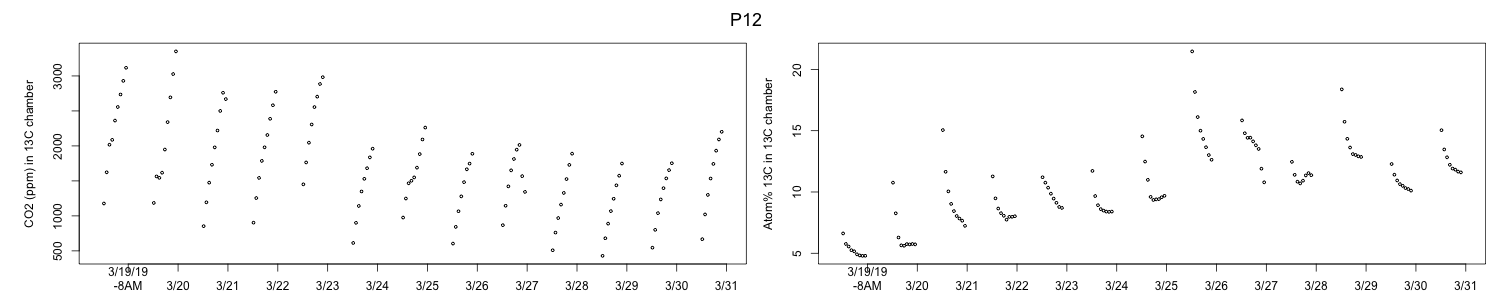 P12
CO2 (ppm) in 13C chamber
3000
2000
1000
500
3/19/19
-8AM 3/20 3/21 3/22 3/23 3/24 3/25 3/26 3/27 3/28 3/29 3/30 3/31
Atom% 13C in 13C chamber
20
15
10
5
3/19/19
-8AM 3/20 3/21 3/22 3/23 3/24 3/25 3/26 3/27 3/28 3/29 3/30 3/31